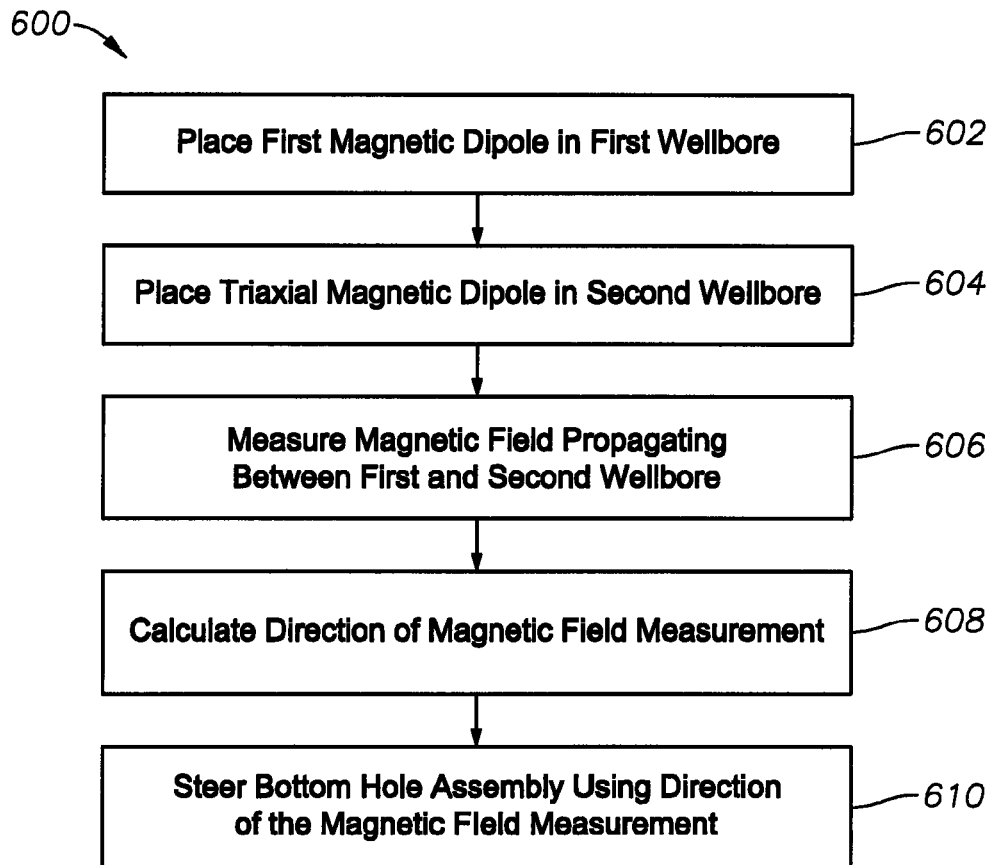 600
Place First Magnetic Dipole in First Wellbore
602
Place Triaxial Magnetic Dipole in Second Wellbore
604
Measure Magnetic Field Propagating
Between First and Second Wellbore
606
Calculate Direction of Magnetic Field Measurement
608
Steer Bottom Hole Assembly Using Direction
of the Magnetic Field Measurement
610